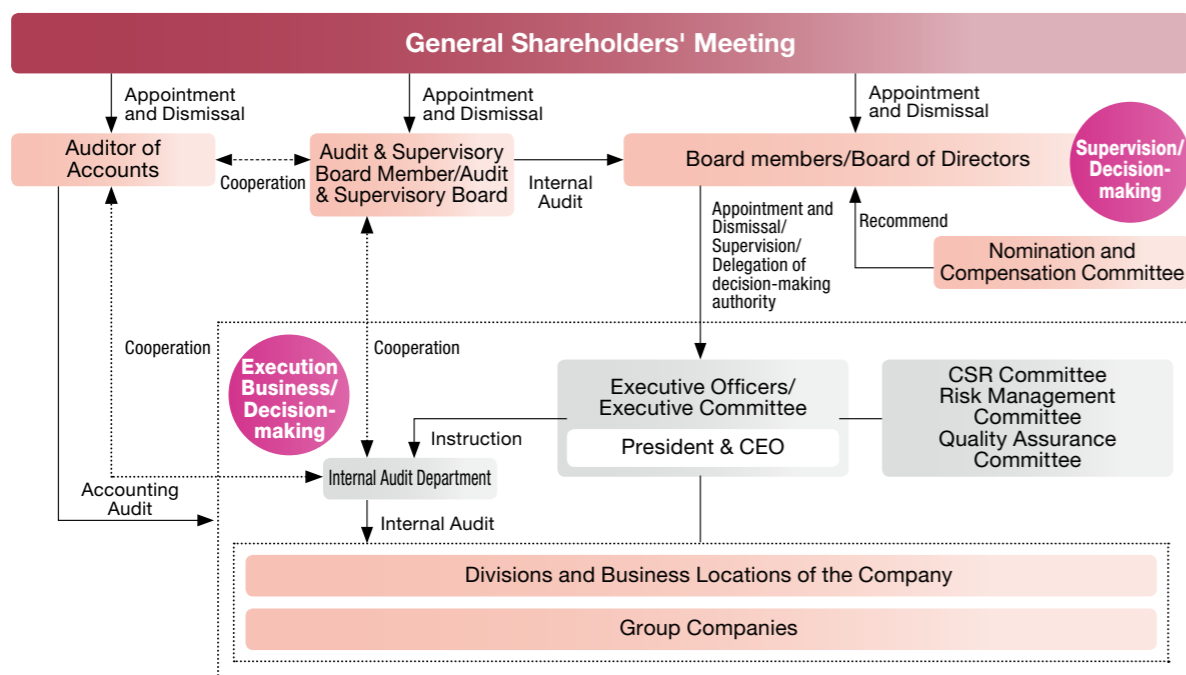 General Shareholders' Meeting
Appointment
and Dismissal
Appointment
and Dismissal
Appointment
and Dismissal
Auditor of
Accounts
Cooperation
Audit & Supervisory
Board Member/Audit
& Supervisory Board
Internal
Audit
Board members/Board of Directors
Supervision/
Decision-
making
Appointment and
Dismissal/
Supervision/
Delegation of
decision-making
authority
Recommend
Nomination and
Compensation Committee
Cooperation
Execution
Business/
Decision-
making
Cooperation
Executive Officers/
Executive Committee
President & CEO
CSR Committee
Risk Management
Committee
Quality Assurance
Committee
Instruction
Internal Audit Department
Accounting
Audit
Internal Audit
Divisions and Business Locations of the Company
Group Companies